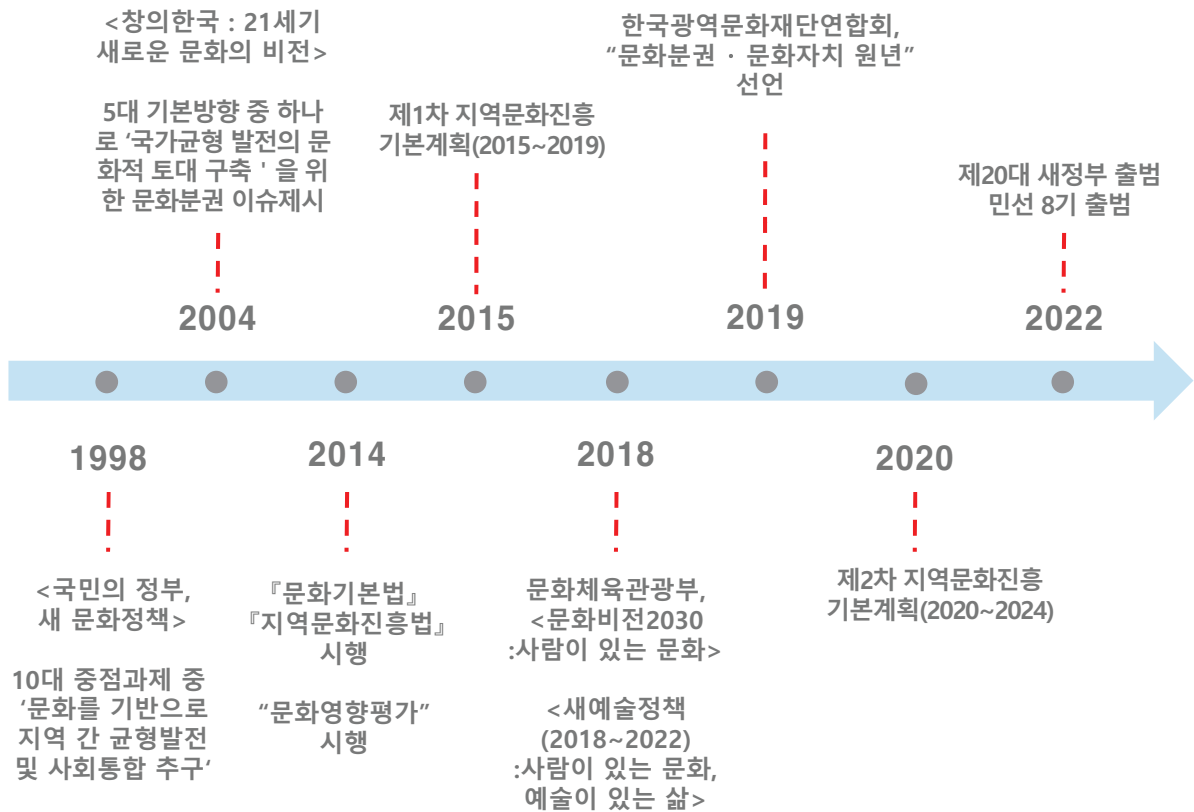 <창의한국 : 21세기
새로운 문화의 비전>
5대 기본방향 중 하나
로 ‘국가균형 발전의 문
화적 토대 구축 ' 을 위
한 문화분권 이슈제시
제1차 지역문화진흥
기본계획(2015~2019)
한국광역문화재단연합회,
“문화분권 · 문화자치 원년”
선언
제20대 새정부 출범
민선 8기 출범
2004
2015
2019
2022
1998
2014
2018
2020
<국민의 정부,
새 문화정책>
10대 중점과제 중
‘문화를 기반으로
지역 간 균형발전
및 사회통합 추구‘
『문화기본법』
『지역문화진흥법』
시행
“문화영향평가”
시행
문화체육관광부,
<문화비전2030
:사람이 있는 문화>
<새예술정책
(2018~2022)
:사람이 있는 문화,
예술이 있는 삶>
제2차 지역문화진흥
기본계획(2020~2024)